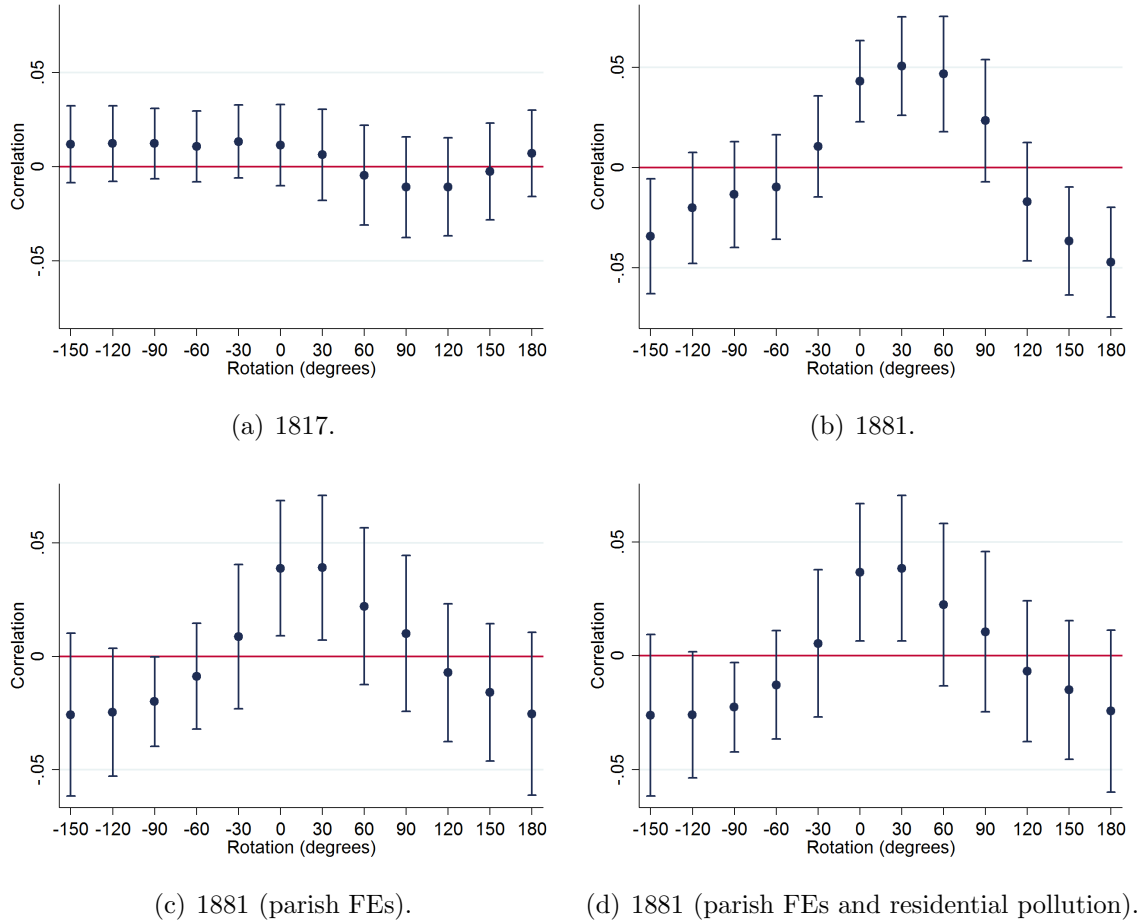 .05
0
-.05
Correlation
-150 -120 -90 -60 -30 0 30 60 90 120 150 180
Rotation (degrees)
(a) 1817.
.05
0
-.05
Correlation
-150 -120 -90 -60 -30 0 30 60 90 120 150 180
Rotation (degrees)
(b) 1881.
.05
0
-.05
Correlation
-150 -120 -90 -60 -30 0 30 60 90 120 150 180
Rotation (degrees)
(c) 1881 (parish FEs).
.05
0
-.05
Correlation
-150 -120 -90 -60 -30 0 30 60 90 120 150 180
Rotation (degrees)
(d) 1881 (parish FEs and residential pollution).